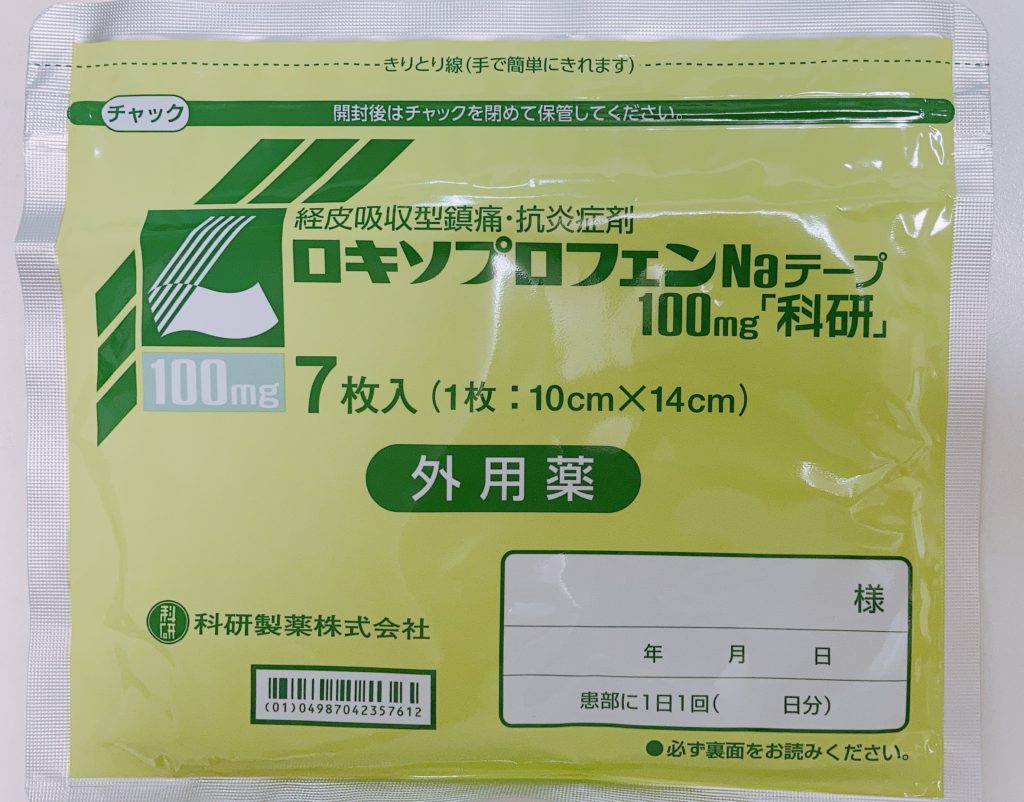 きりとり線(手で簡単にきれます)
チャック
開封後はチャックを閉めて保管してください。
経皮吸収型鎮痛・抗炎症剤
ロキソプロフェンNaテープ
100mg「科研」
100mg
7枚入(1枚：10cm×14cm)
外用薬
様
年 月 日
患部に1日1回( 日分)
科研
科研製薬株式会社
(01)04987042357612
●必ず裏面をお読みください。